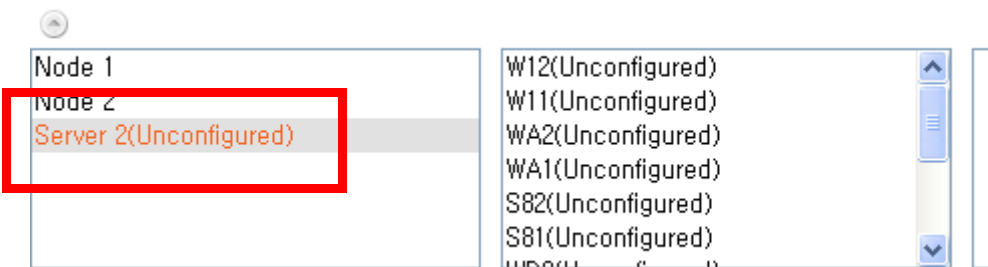 Node 1
Node 2
Server 2(Unconfigured)
W12(Unconfigured)
W11(Unconfigured)
WA2(Unconfigured)
WA1(Unconfigured)
S82(Unconfigured)
S81(Unconfigured)